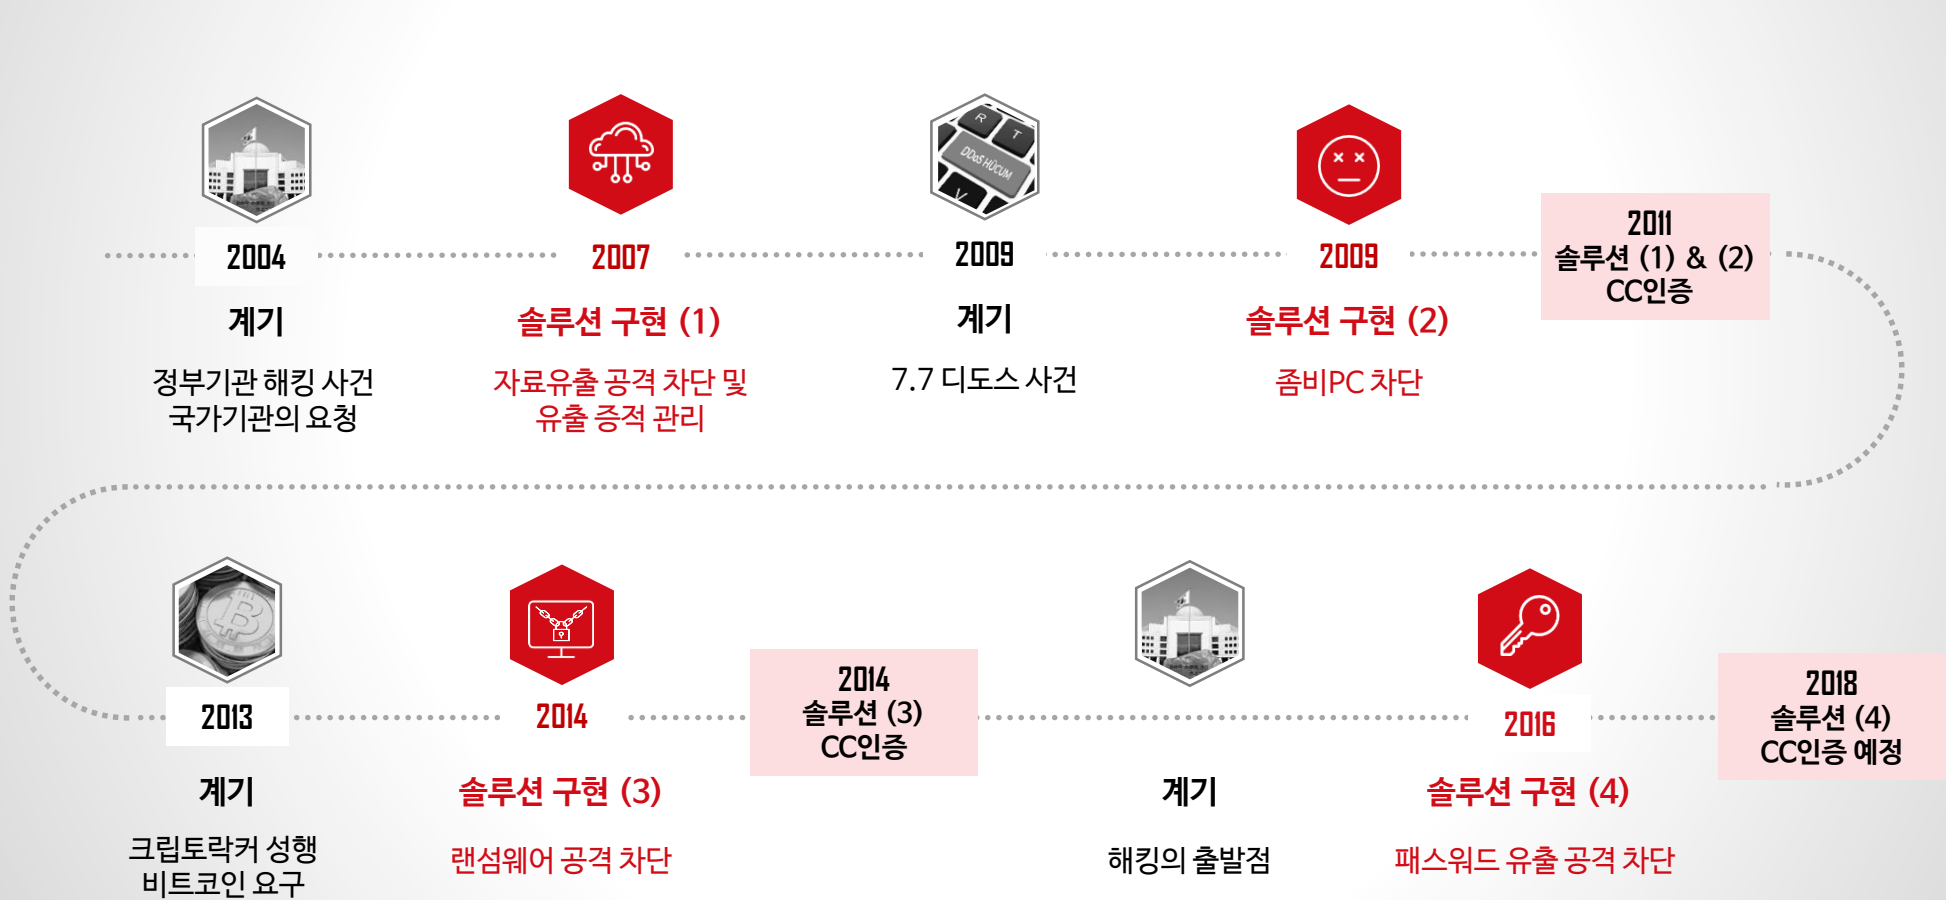 R
T
DDoS HÜCUM
V
2004
계기
정부기관 해킹 사건
국가기관의 요청
2007
솔루션 구현 (1)
자료유출 공격 차단 및
유출 증적 관리
2009
계기
7.7 디도스 사건
2009
솔루션 구현 (2)
좀비PC 차단
2011
솔루션 (1) & (2)
CC인증
2013
계기
크립토락커 성행
비트코인 요구
2014
솔루션 구현 (3)
랜섬웨어 공격 차단
2014
솔루션 (3)
CC인증
계기
해킹의 출발점
2016
솔루션 구현 (4)
패스워드 유출 공격 차단
2018
솔루션 (4)
CC인증 예정